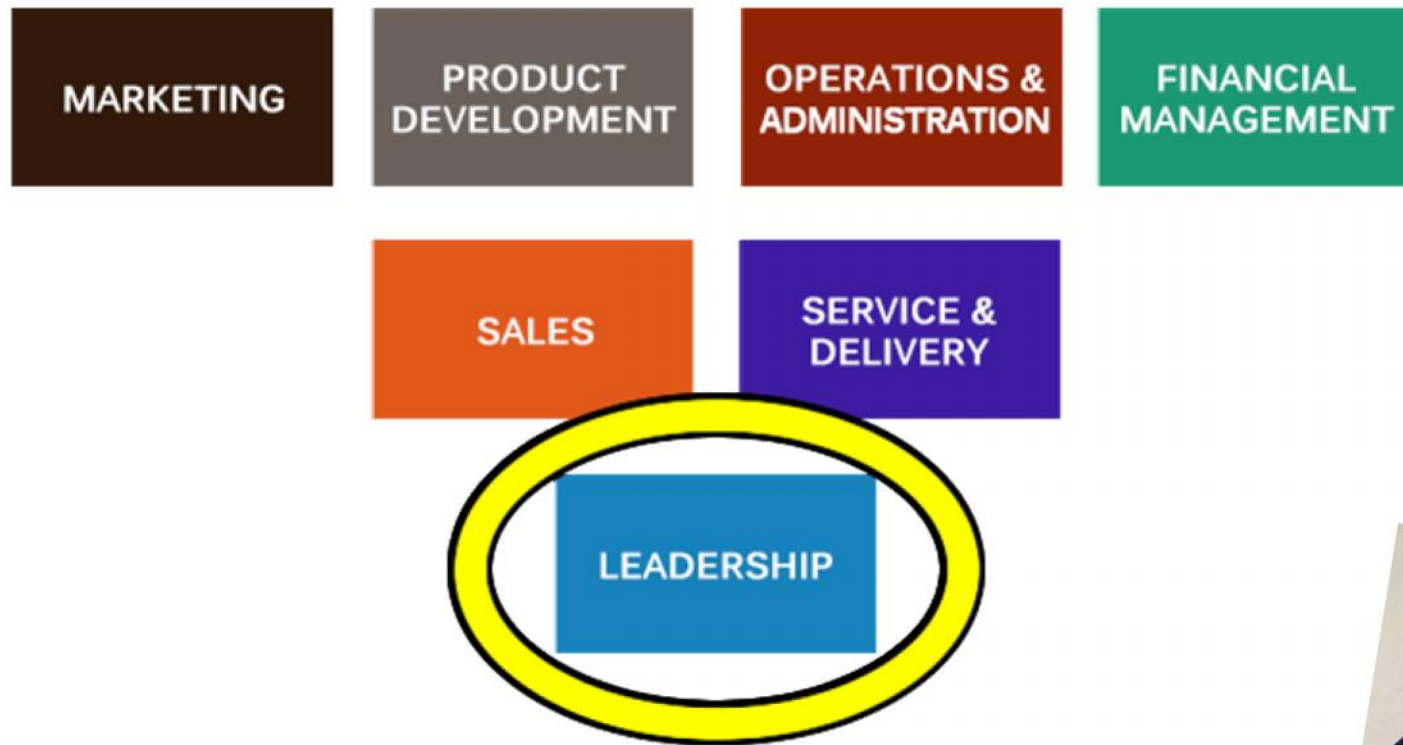 MARKETING
PRODUCT
DEVELOPMENT
OPERATIONS &
ADMINISTRATION
FINANCIAL
MANAGEMENT
SALES
SERVICE &
DELIVERY
LEADERSHIP